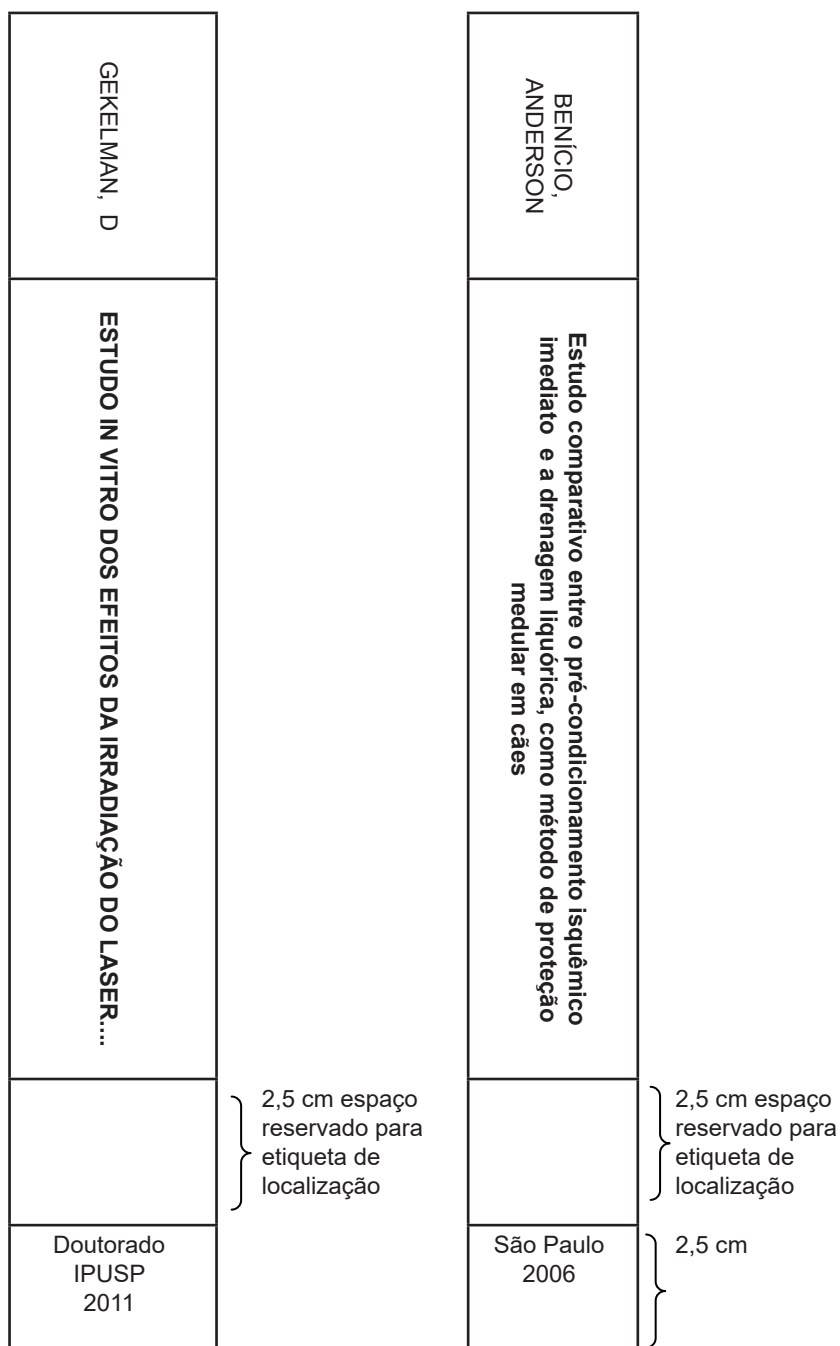 GEKELMAN, D
ESTUDO IN VITRO DOS EFEITOS DA IRRADIAÇÃO DO LASER....
2,5 cm espaço
reservado para
etiqueta de
localização
Doutorado
IPUSP
2011
BENÍCIO,
ANDERSON
Estudo comparativo entre o pré-condicionamento isquêmico
imediato e a drenagem liquórica, como método de proteção
medular em cães
2,5 cm espaço
reservado para
etiqueta de
localização
São Paulo
2006
2,5 cm